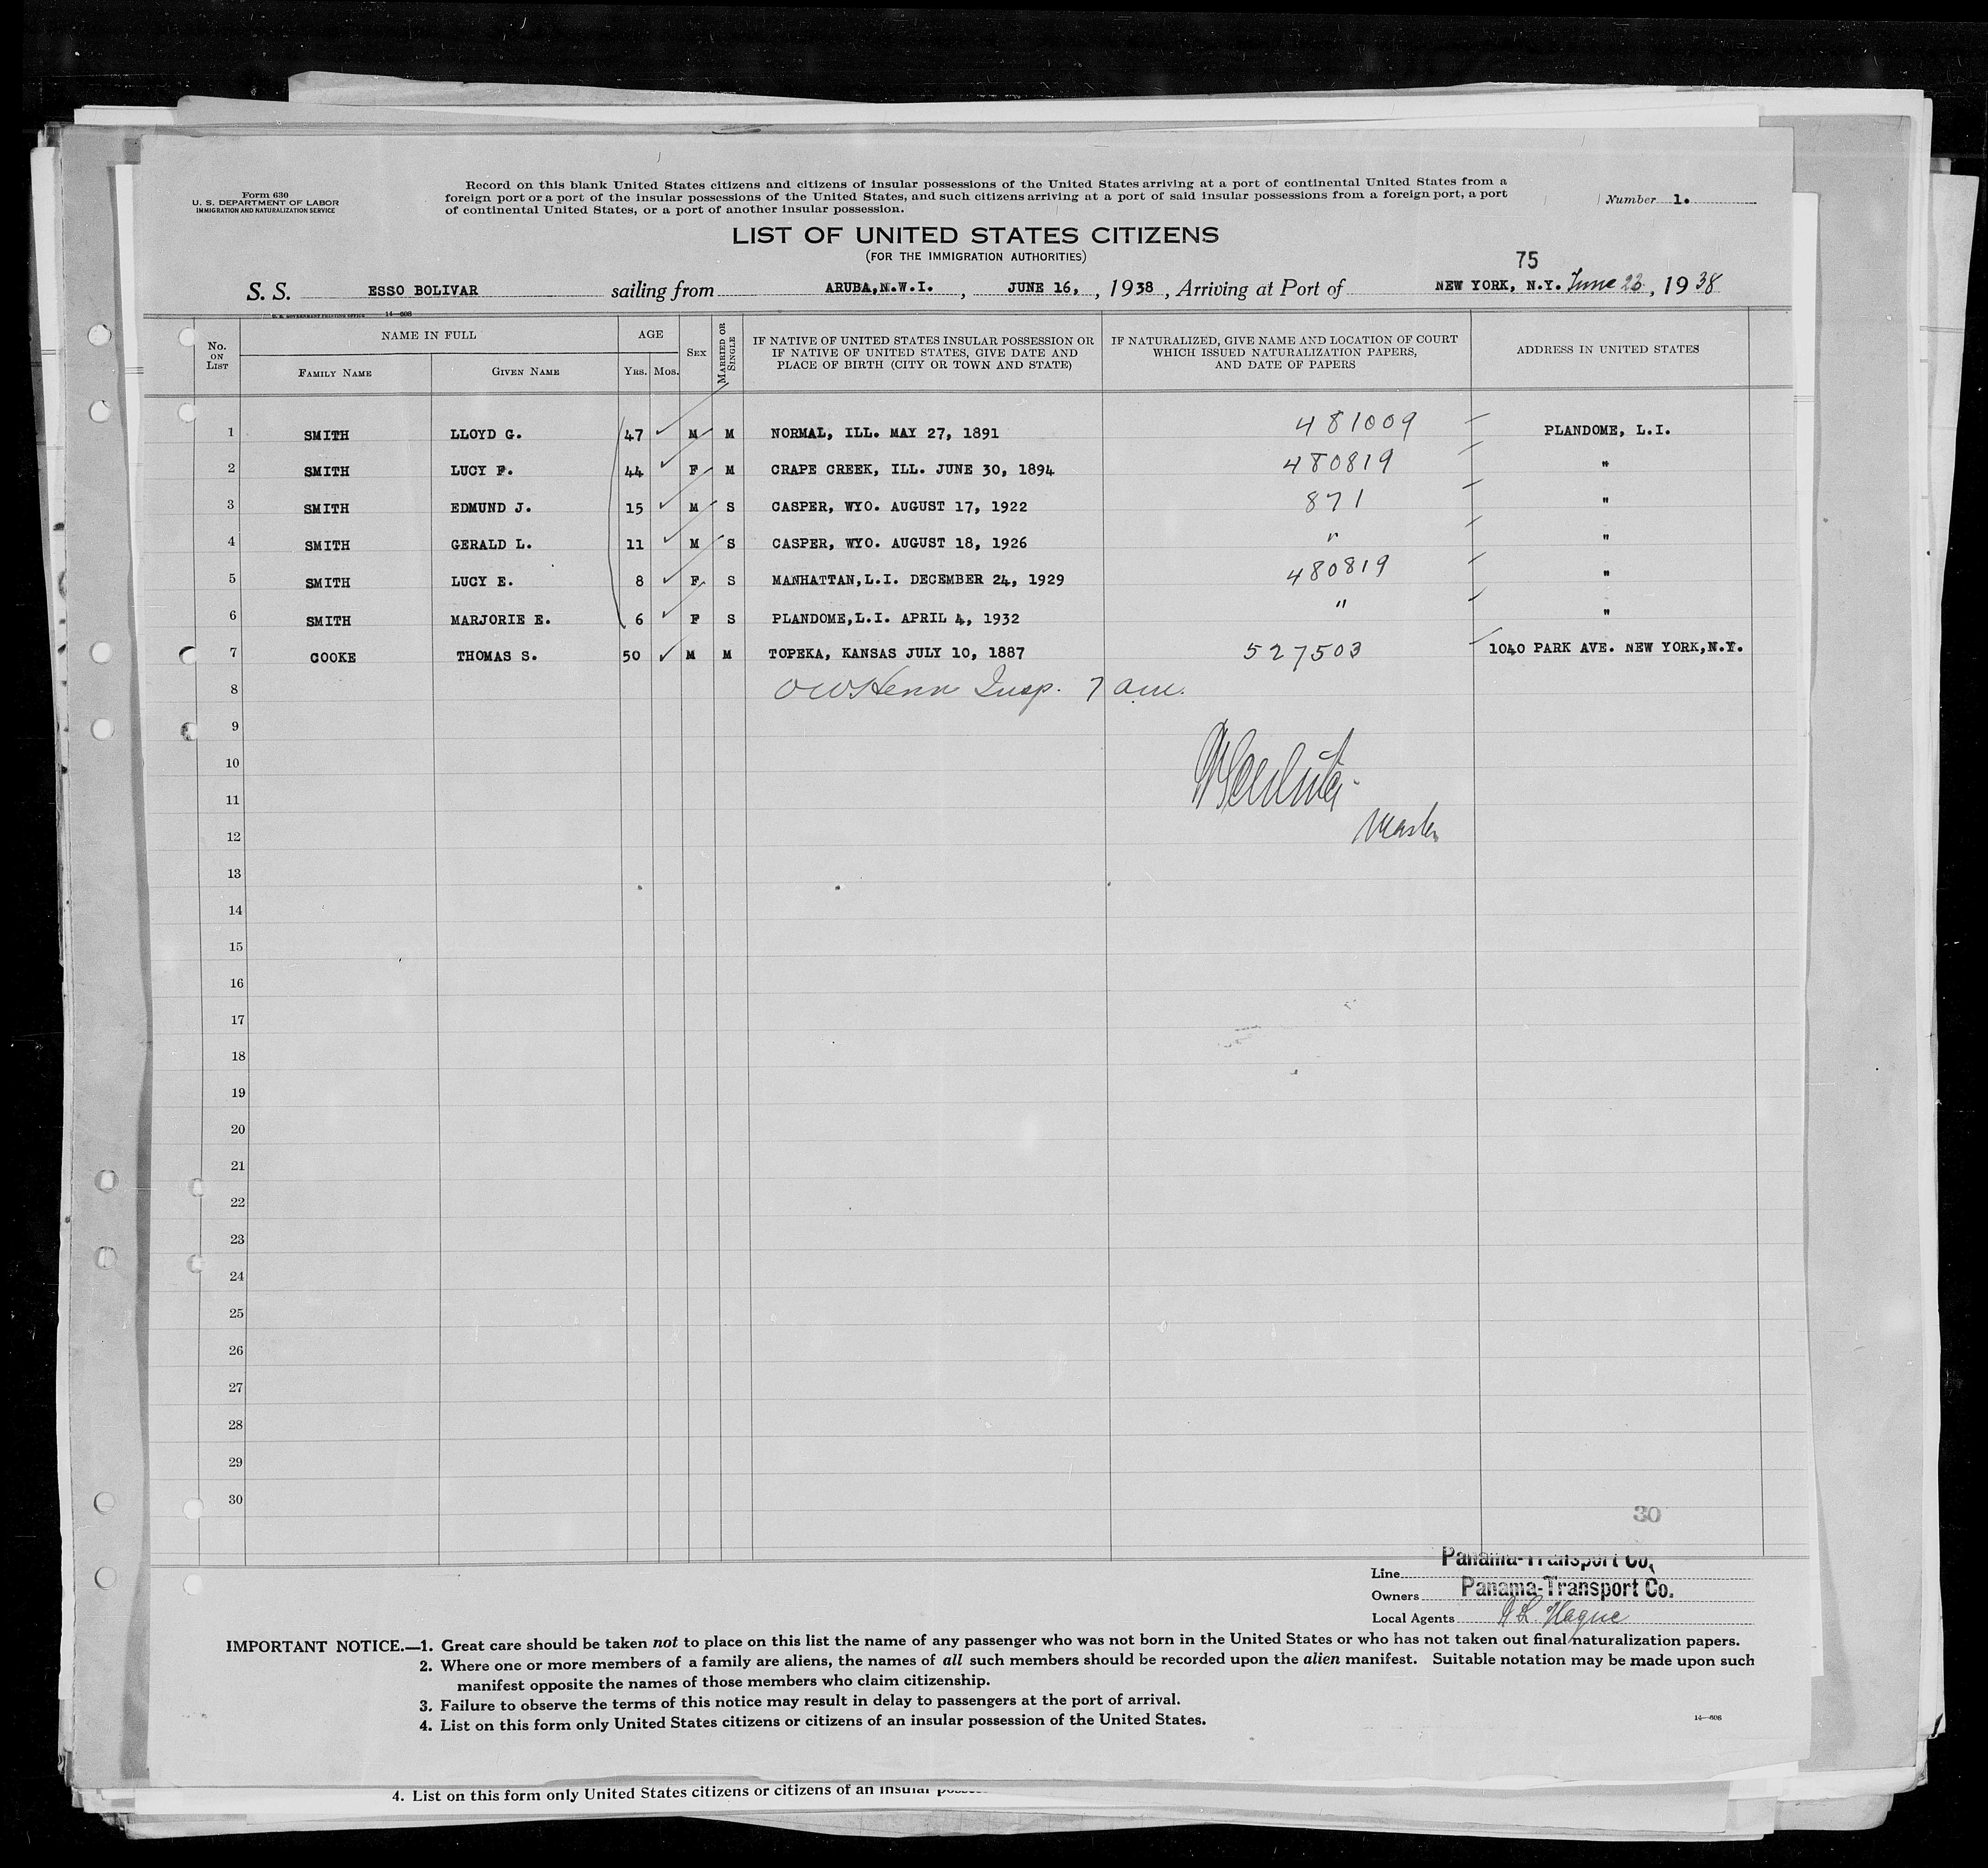 Form 630
U. S. DEPARTMENT OF LABOR
IMMIGRATION AND NATURALIZATION SERVICE
Record on this blank United States citizens and citizens of insular possessions of the United States arriving at a port of continental United States from a
foreign port or a port of the insular possessions of the United States, and such citizens arriving at a port of said insular possessions from a foreign port, a port
of continental United States, or a port of another insular possession.
Number 1.
LIST OF UNITED STATES CITIZENS
(FOR THE IMMIGRATION AUTHORITIES)
75
S. S. ESSO BOLIVAR sailing from ARUBA, N.W.I. , JUNE 16, , 1938 , Arriving at Port of NEW YORK, N.Y. June 23, 1938
U. S. GOVERNMENT PRINTING OFFICE 14—608
No. ON LIST NAME IN FULL AGE SEX MARRIED OR SINGLE IF NATIVE OF UNITED STATES INSULAR POSSESSION OR IF NATIVE OF UNITED STATES, GIVE DATE AND PLACE OF BIRTH (CITY OR TOWN AND STATE) IF NATURALIZED, GIVE NAME AND LOCATION OF COURT WHICH ISSUED NATURALIZATION PAPERS, AND DATE OF PAPERS ADDRESS IN UNITED STATES
FAMILY NAME GIVEN NAME YRS. MOS.
1 SMITH LLOYD G. 47 M M NORMAL, ILL. MAY 27, 1891 481009 PLANDOME, L.I.
2 SMITH LUCY F. 44 F M CRAPE CREEK, ILL. JUNE 30, 1894 480819 "
3 SMITH EDMUND J. 15 M S CASPER, WYO. AUGUST 17, 1922 871 "
4 SMITH GERALD L. 11 M S CASPER, WYO. AUGUST 18, 1926 " "
5 SMITH LUCY E. 8 F S MANHATTAN, L.I. DECEMBER 24, 1929 480819 "
6 SMITH MARJORIE E. 6 F S PLANDOME, L.I. APRIL 4, 1932 " "
7 COOKE THOMAS S. 50 M M TOPEKA, KANSAS JULY 10, 1887 527503 1040 PARK AVE. NEW YORK, N.Y.
8 Insp. 7 am.
9
10
11
Master
12
13
14
15
16
17
18
19
20
21
22
23
24
25
26
27
28
29
30
30
Line Panama-Transport Co.
Owners Panama-Transport Co.
Local Agents Hague
IMPORTANT NOTICE.—1. Great care should be taken not to place on this list the name of any passenger who was not born in the United States or who has not taken out final naturalization papers.
2. Where one or more members of a family are aliens, the names of all such members should be recorded upon the alien manifest. Suitable notation may be made upon such
manifest opposite the names of those members who claim citizenship.
3. Failure to observe the terms of this notice may result in delay to passengers at the port of arrival.
4. List on this form only United States citizens or citizens of an insular possession of the United States.
14—608
4. List on this form only United States citizens or citizens of an insular